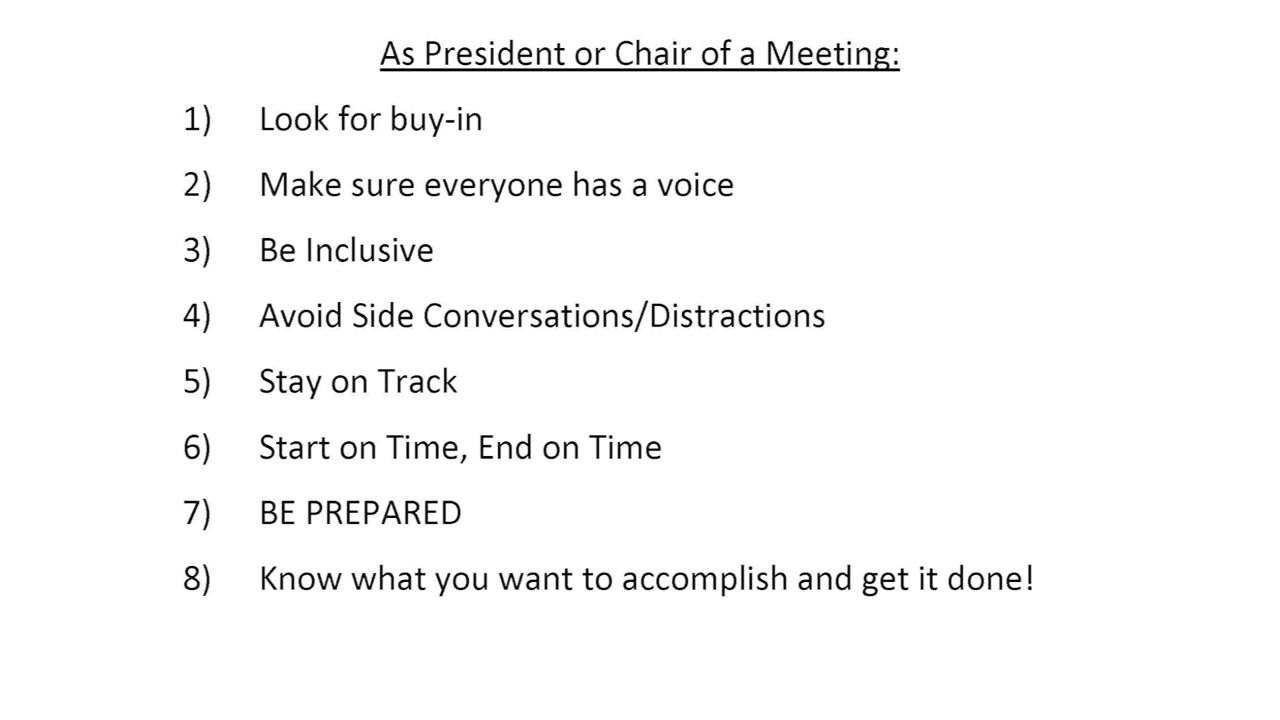 As President or Chair of a Meeting:
1) Look for buy-in
2) Make sure everyone has a voice
3) Be Inclusive
4) Avoid Side Conversations/Distractions
5) Stay on Track
6) Start on Time, End on Time
7) BE PREPARED
8) Know what you want to accomplish and get it done!